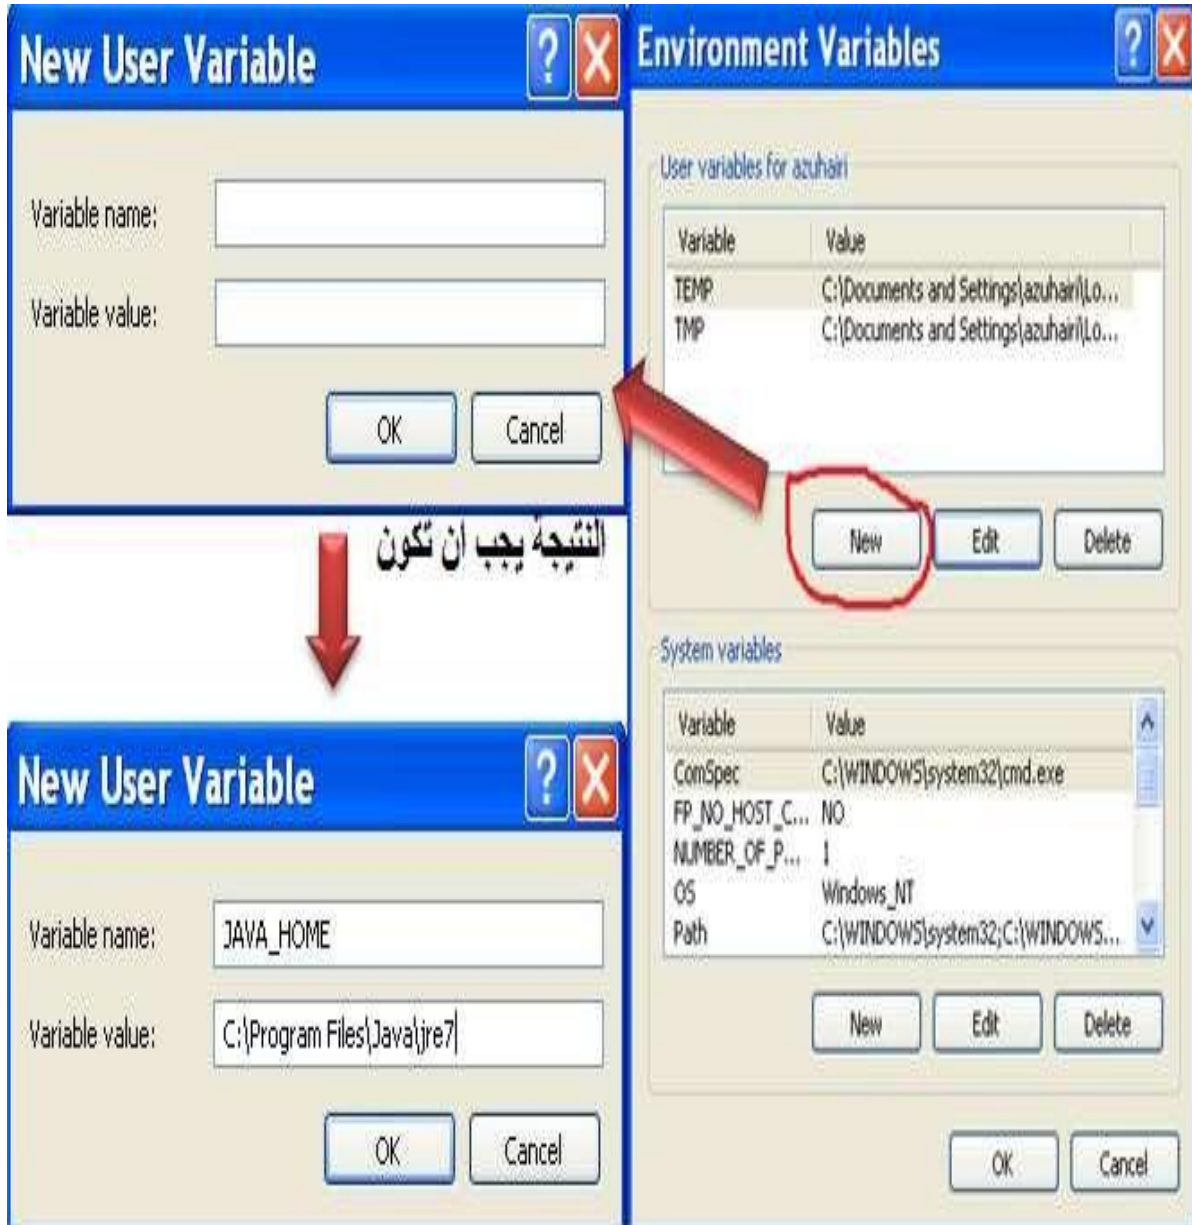 New User Variable
Variable name:
Variable value:
OK
Cancel
Environment Variables
User variables for azuhairi
Variable Value
TEMP C:\Documents and Settings\azuhairi\Lo...
TMP C:\Documents and Settings\azuhairi\Lo...
New Edit Delete
النتيجة يجب ان تكون
System variables
Variable Value
ComSpec C:\WINDOWS\system32\cmd.exe
FP_NO_HOST_C... NO
NUMBER_OF_P... 1
OS Windows_NT
Path C:\WINDOWS\system32;C:\WINDOWS...
New Edit Delete
OK Cancel
New User Variable
Variable name: JAVA_HOME
Variable value: C:\Program Files\Java\jre7
OK Cancel